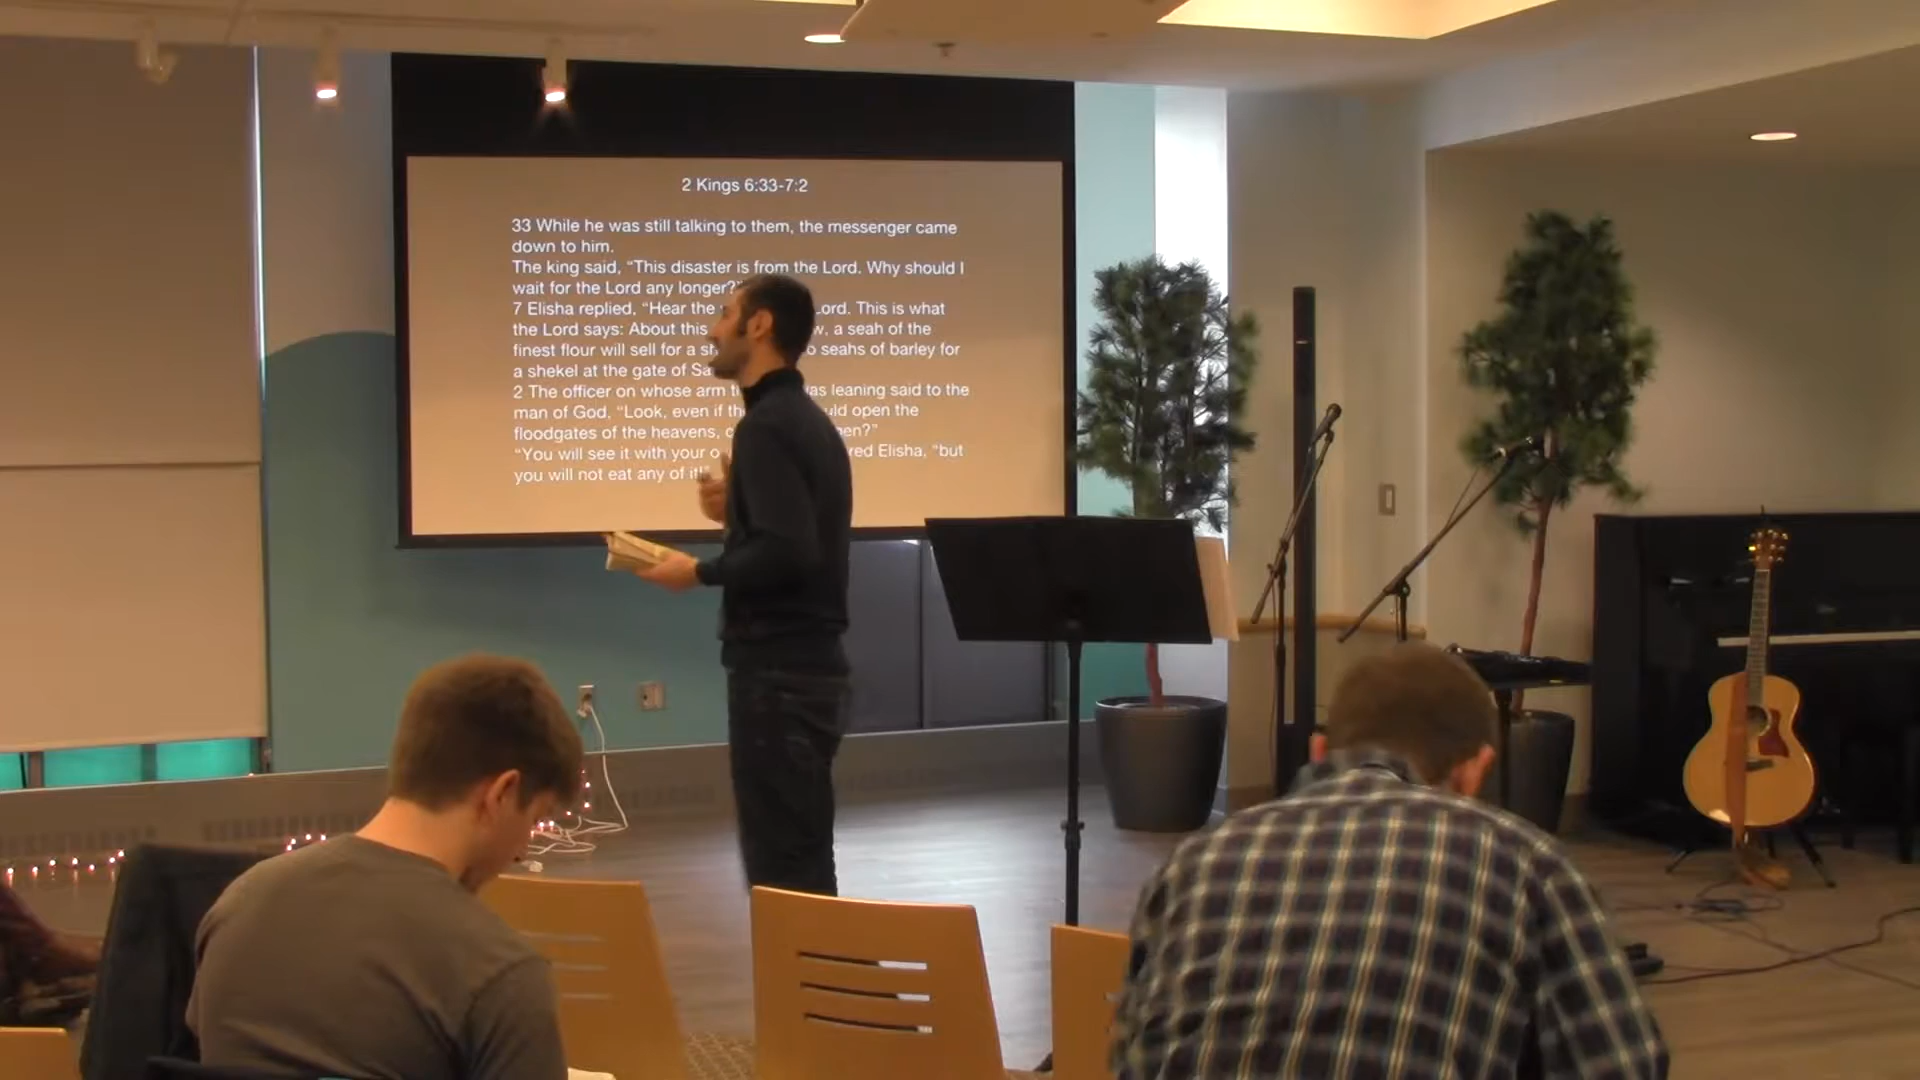 2 Kings 6:33-7:2
33 While he was still talking to them, the messenger came
down to him.
The king said, “This disaster is from the Lord. Why should I
wait for the Lord any longer?”
7 Elisha replied, “Hear the Lord. This is what
the Lord says: About this a seah of the
finest flour will sell for a seahs of barley for
a shekel at the gate of
2 The officer on whose arm was leaning said to the
man of God, “Look, even if open the
floodgates of the heavens,
“You will see it with your Elisha, “but
you will not eat any of it!”